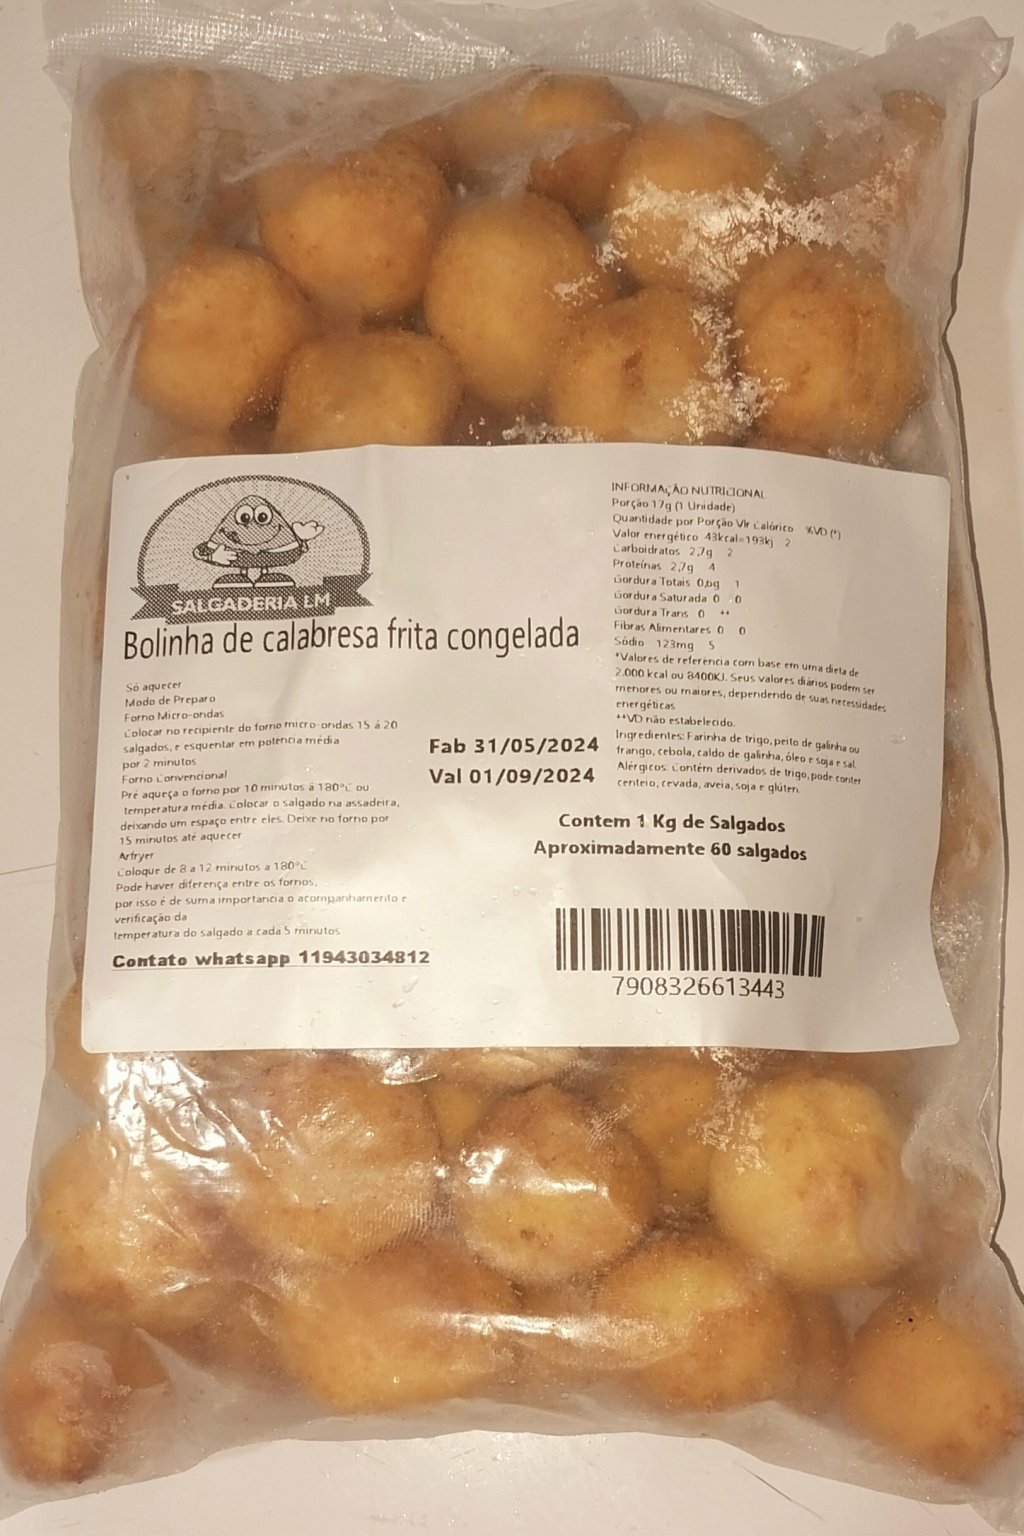 SALGADERIA LM
Bolinha de calabresa frita congelada
Só aquecer
Modo de Preparo
Forno Micro-ondas
Colocar no recipiente do forno micro-ondas 15 á 20
salgados, e esquentar em potencia média
por 2 minutos
Forno Convencional
Pré aqueça o forno por 10 minutos á 180°C ou
temperatura média. Colocar o salgado na assadeira,
deixando um espaço entre eles. Deixe no forno por
15 minutos até aquecer
Arfryer
Coloque de 8 a 12 minutos a 180°C
Pode haver diferença entre os fornos,
por isso é de suma importancia o acompanhamento e
verificação da
temperatura do salgado a cada 5 minutos
Contato whatsapp 11943034812
Fab 31/05/2024
Val 01/09/2024
INFORMAÇÃO NUTRICIONAL
Porção 17g (1 Unidade)
Quantidade por Porção Vlr Calórico %VD (*)
Valor energético 43kcal=193kj 2
Carboidratos 2,7g 2
Proteínas 2,7g 4
Gordura Totais 0,6g 1
Gordura Saturada 0 0
Gordura Trans 0 **
Fibras Alimentares 0 0
Sódio 123mg 5
*Valores de referencia com base em uma dieta de
2.000 kcal ou 8400KJ. Seus valores diários podem ser
menores ou maiores, dependendo de suas necessidades
energéticas
**VD não estabelecido.
Ingredientes: Farinha de trigo, peito de galinha ou
frango, cebola, caldo de galinha, óleo e soja e sal.
Alérgicos: Contém derivados de trigo, pode conter
centeio, cevada, aveia, soja e glúten.
Contem 1 Kg de Salgados
Aproximadamente 60 salgados
7908326613443